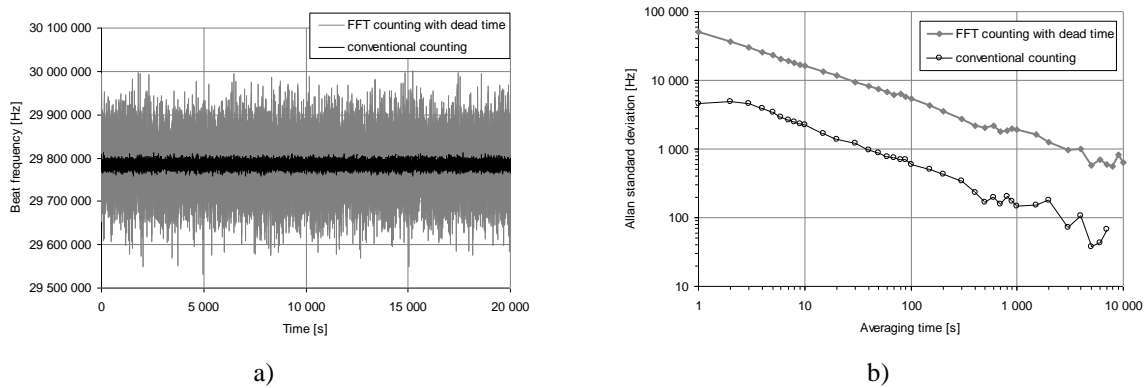 Beat frequency [Hz]
30 100 000
30 000 000
29 900 000
29 800 000
29 700 000
29 600 000
29 500 000
FFT counting with dead time
conventional counting
0
5 000
10 000
15 000
20 000
Time [s]
a)
Allan standard deviation [Hz]
100 000
10 000
1 000
100
10
FFT counting with dead time
conventional counting
1
10
100
1 000
10 000
Averaging time [s]
b)